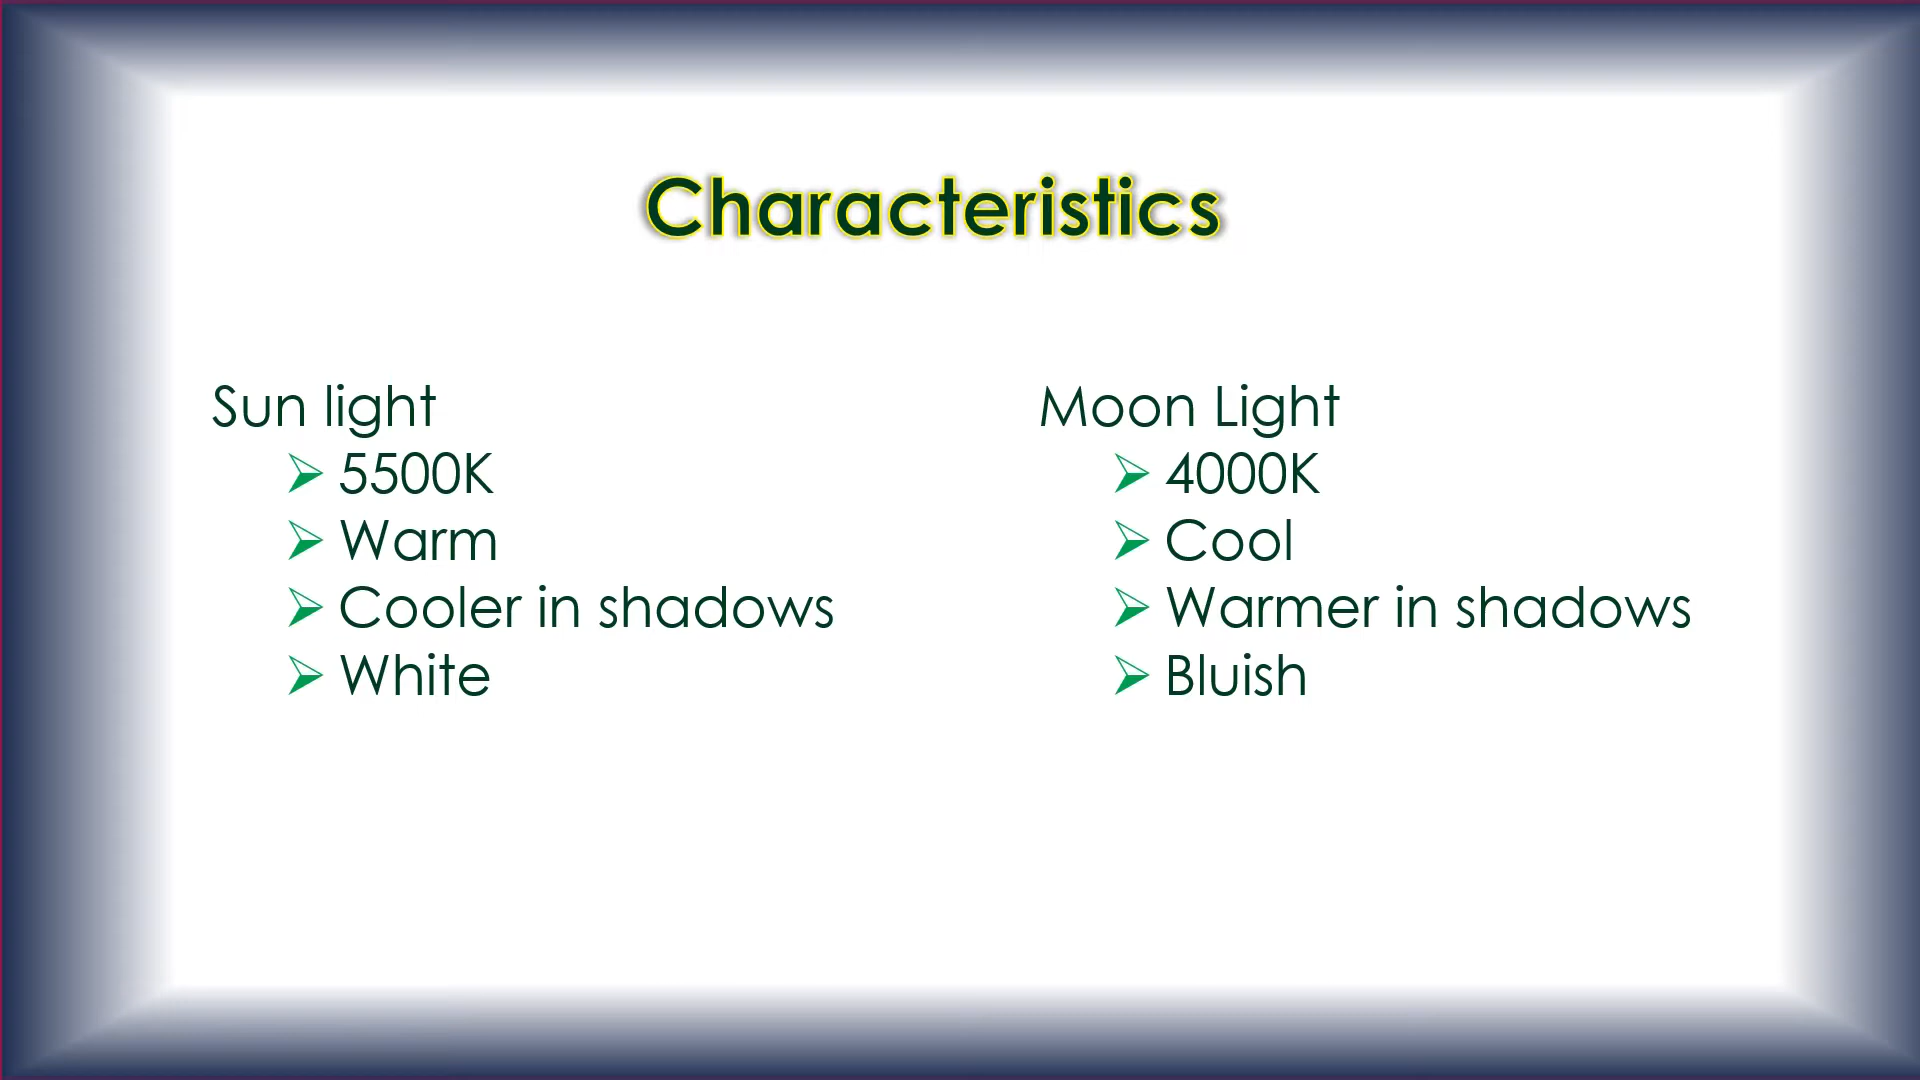 Characteristics
Sun light
5500K
Warm
Cooler in shadows
White
Moon Light
4000K
Cool
Warmer in shadows
Bluish